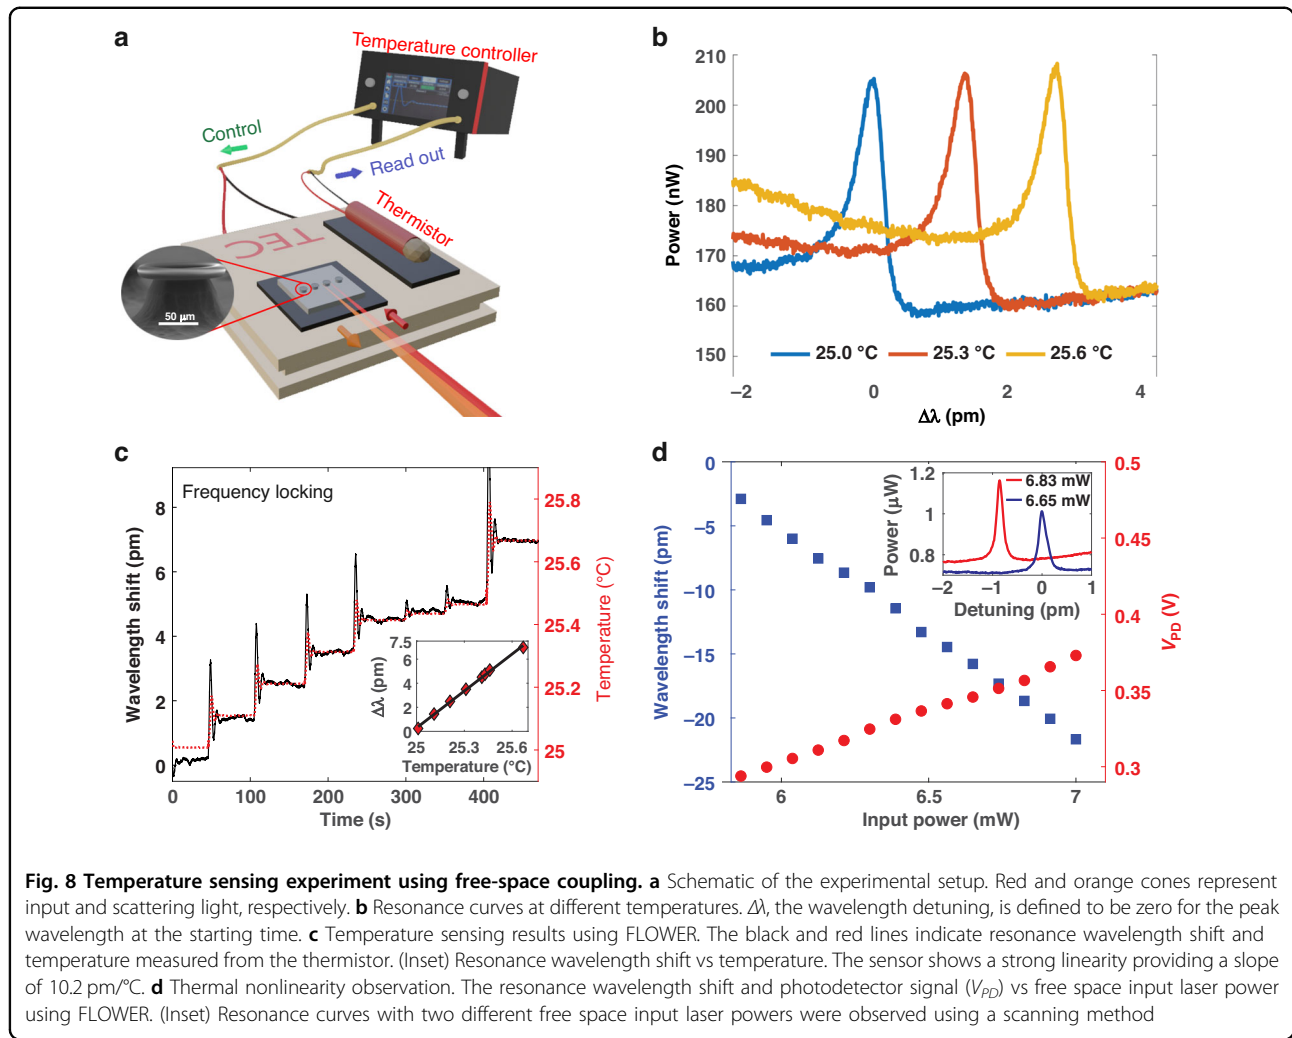 a
Temperature controller
Control
Read out
Thermistor
TEC
50 μm
b
210
200
190
180
170
160
150
Power (nW)
25.0 °C
25.3 °C
25.6 °C
–2
0
2
4
Δλ (pm)
c
Frequency locking
8
6
4
2
0
Wavelength shift (pm)
25.8
25.6
25.4
25.2
25
Temperature (°C)
7.5
6
4
2
0
Δλ (pm)
25
25.3
25.6
Temperature (°C)
0
100
200
300
400
Time (s)
d
0
–5
–10
–15
–20
–25
Wavelength shift (pm)
0.5
0.45
0.4
0.35
0.3
VPD (V)
1.2
1
0.8
Power (μW)
6.83 mW
6.65 mW
–2
–1
0
1
Detuning (pm)
6
6.5
7
Input power (mW)
Fig. 8 Temperature sensing experiment using free-space coupling. a Schematic of the experimental setup. Red and orange cones represent
input and scattering light, respectively. b Resonance curves at different temperatures. Δλ, the wavelength detuning, is defined to be zero for the peak
wavelength at the starting time. c Temperature sensing results using FLOWER. The black and red lines indicate resonance wavelength shift and
temperature measured from the thermistor. (Inset) Resonance wavelength shift vs temperature. The sensor shows a strong linearity providing a slope
of 10.2 pm/°C. d Thermal nonlinearity observation. The resonance wavelength shift and photodetector signal (VPD) vs free space input laser power
using FLOWER. (Inset) Resonance curves with two different free space input laser powers were observed using a scanning method